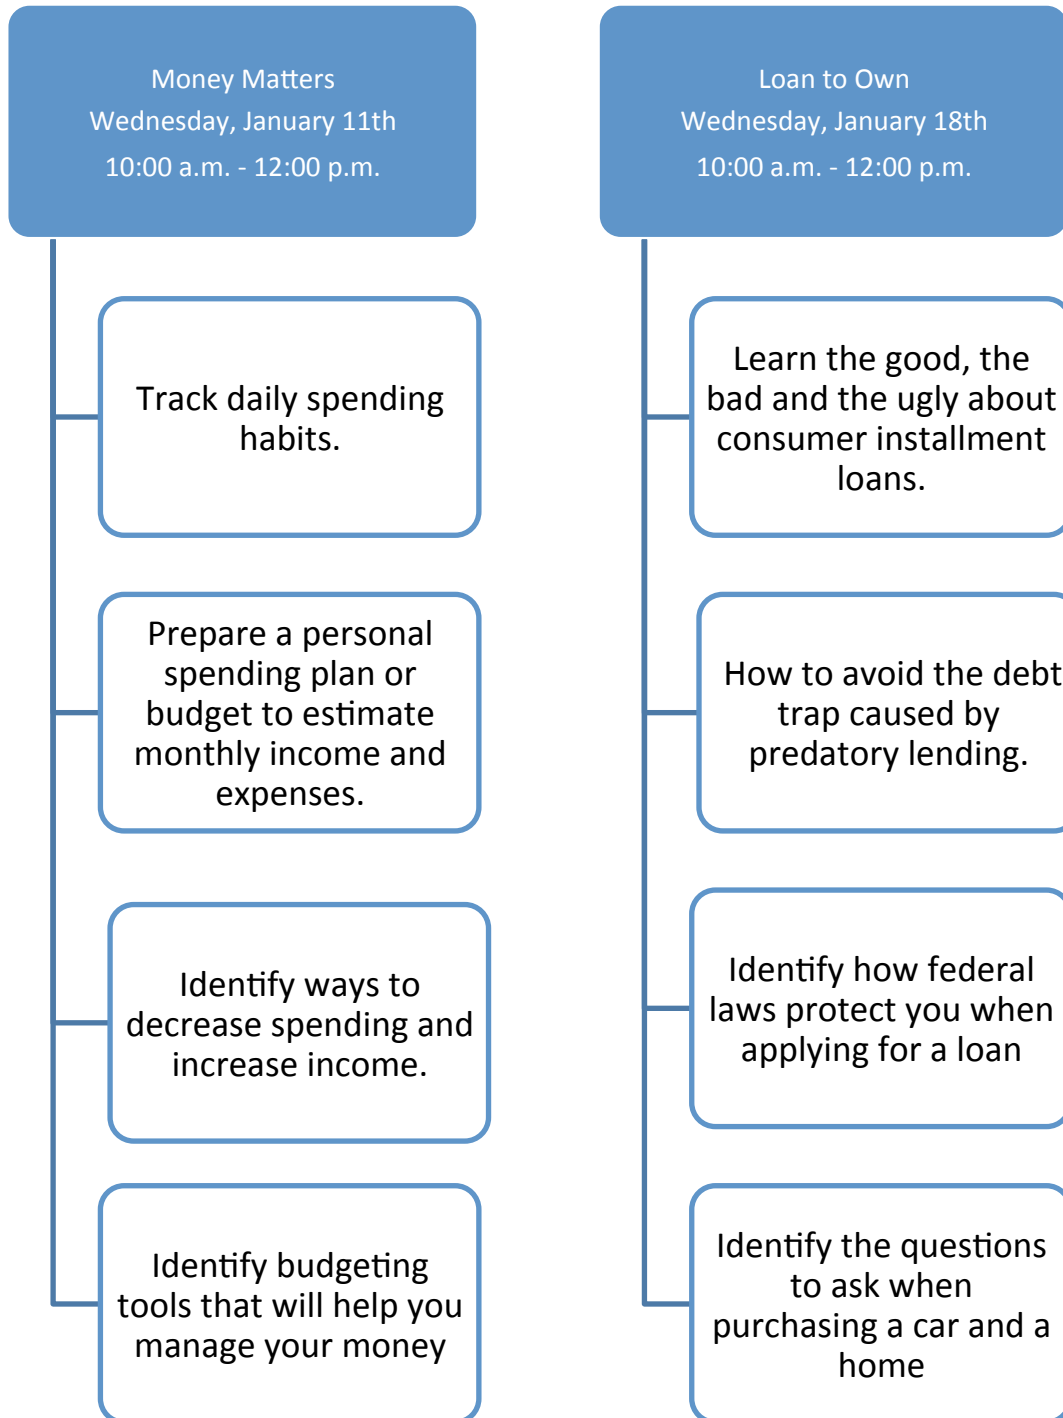 Money Matters
Wednesday, January 11th
10:00 a.m. - 12:00 p.m.
Track daily spending
habits.
Prepare a personal
spending plan or
budget to estimate
monthly income and
expenses.
Identify ways to
decrease spending and
increase income.
Identify budgeting
tools that will help you
manage your money
Loan to Own
Wednesday, January 18th
10:00 a.m. - 12:00 p.m.
Learn the good, the
bad and the ugly about
consumer installment
loans.
How to avoid the debt
trap caused by
predatory lending.
Identify how federal
laws protect you when
applying for a loan
Identify the questions
to ask when
purchasing a car and a
home